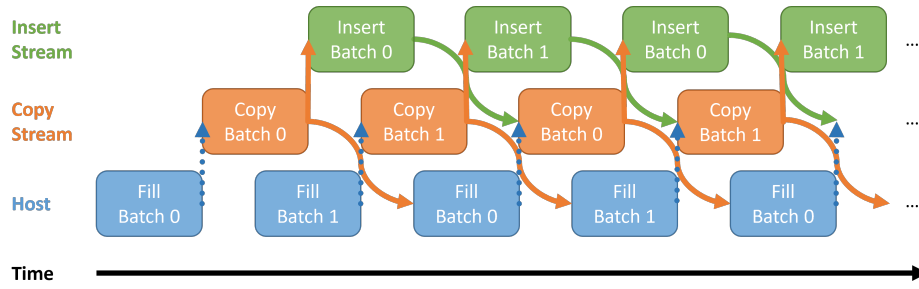 Insert
Stream
Insert
Batch 0
Insert
Batch 1
Insert
Batch 0
Insert
Batch 1
...
Copy
Stream
Copy
Batch 0
Copy
Batch 1
Copy
Batch 0
Copy
Batch 1
...
Host
Fill
Batch 0
Fill
Batch 1
Fill
Batch 0
Fill
Batch 1
Fill
Batch 0
...
Time